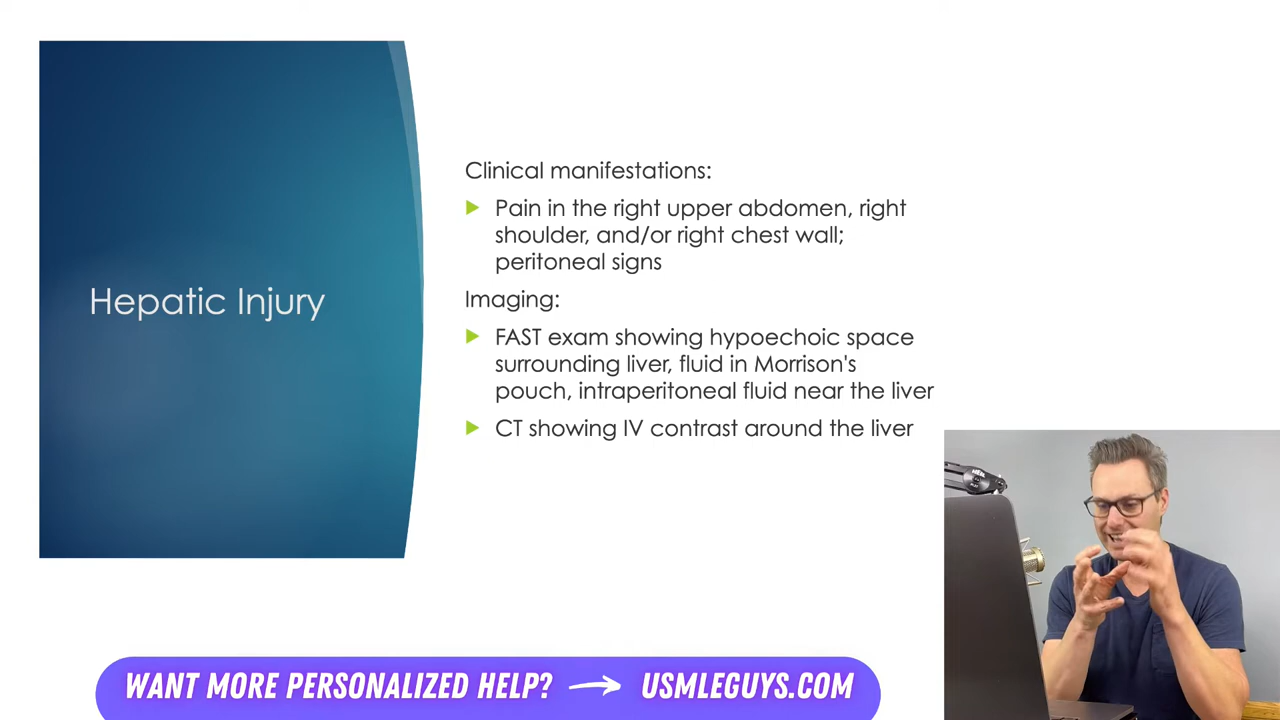 Hepatic Injury
Clinical manifestations:
Pain in the right upper abdomen, right
shoulder, and/or right chest wall;
peritoneal signs
Imaging:
FAST exam showing hypoechoic space
surrounding liver, fluid in Morrison's
pouch, intraperitoneal fluid near the liver
CT showing IV contrast around the liver
WANT MORE PERSONALIZED HELP? → USMLEGUYS.COM